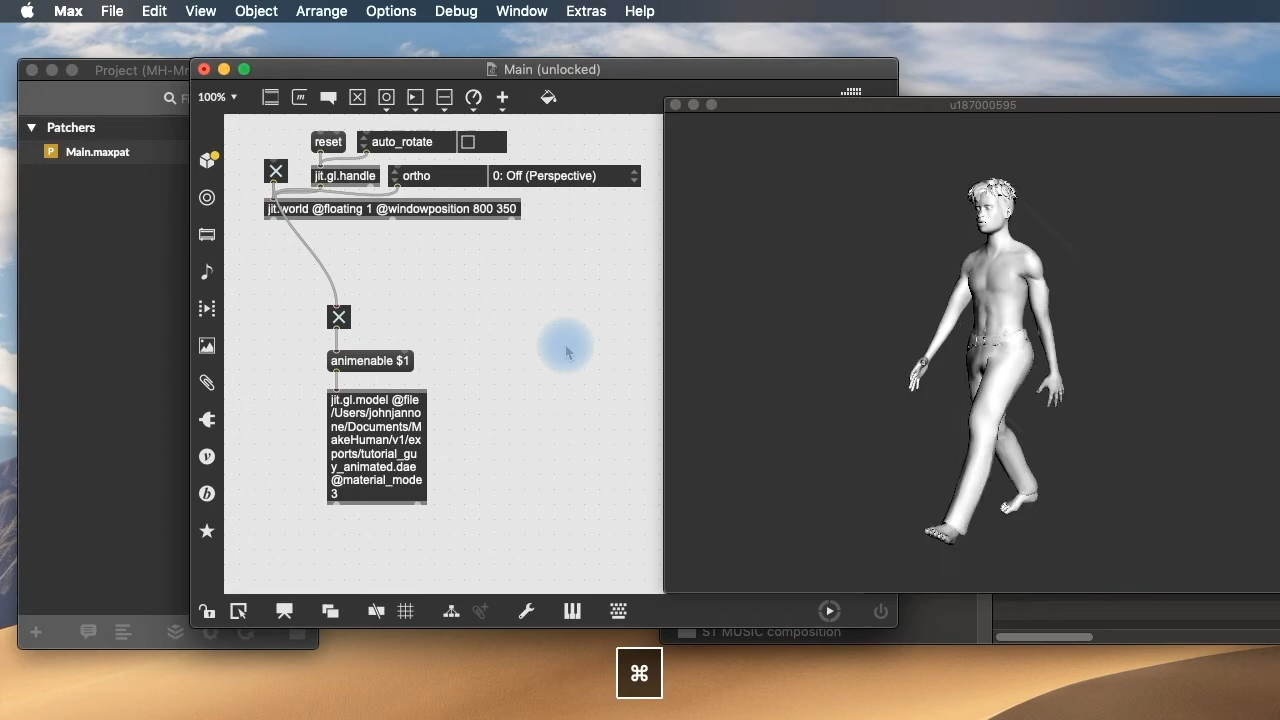 Max File Edit View Object Arrange Options Debug Window Extras Help
Project (MH-M
Main (unlocked)
100%
u187000595
Patchers
P Main.maxpat
reset
auto_rotate
jit.gl.handle
ortho
0: Off (Perspective)
jit.world @floating 1 @windowposition 800 350
animenable $1
jit.gl.model @file
/Users/johnjanno
ne/Documents/M
akeHuman/v1/ex
ports/tutorial_gu
y_animated.dae
@material_mode
3
ST MUSIC composition
⌘